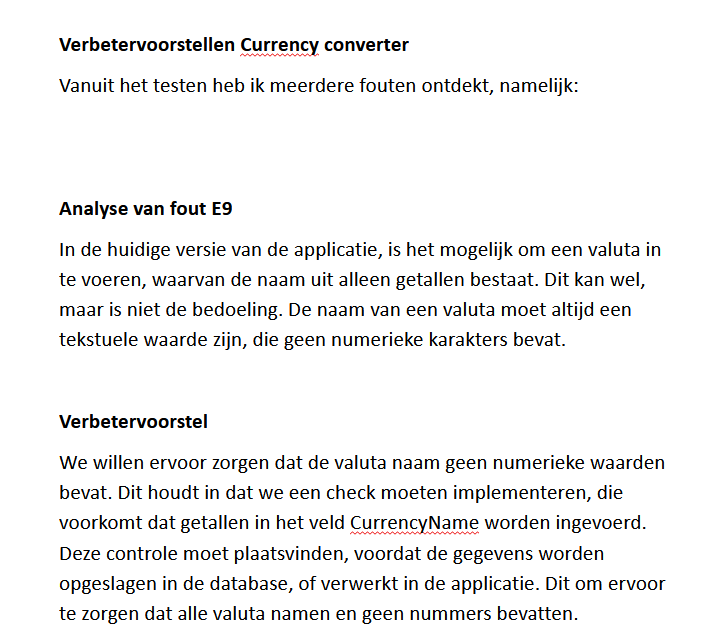 Verbetervoorstellen Currency converter
Vanuit het testen heb ik meerdere fouten ontdekt, namelijk:
Analyse van fout E9
In de huidige versie van de applicatie, is het mogelijk om een valuta in
te voeren, waarvan de naam uit alleen getallen bestaat. Dit kan wel,
maar is niet de bedoeling. De naam van een valuta moet altijd een
tekstuele waarde zijn, die geen numerieke karakters bevat.
Verbetervoorstel
We willen ervoor zorgen dat de valuta naam geen numerieke waarden
bevat. Dit houdt in dat we een check moeten implementeren, die
voorkomt dat getallen in het veld CurrencyName worden ingevoerd.
Deze controle moet plaatsvinden, voordat de gegevens worden
opgeslagen in de database, of verwerkt in de applicatie. Dit om ervoor
te zorgen dat alle valuta namen en geen nummers bevatten.